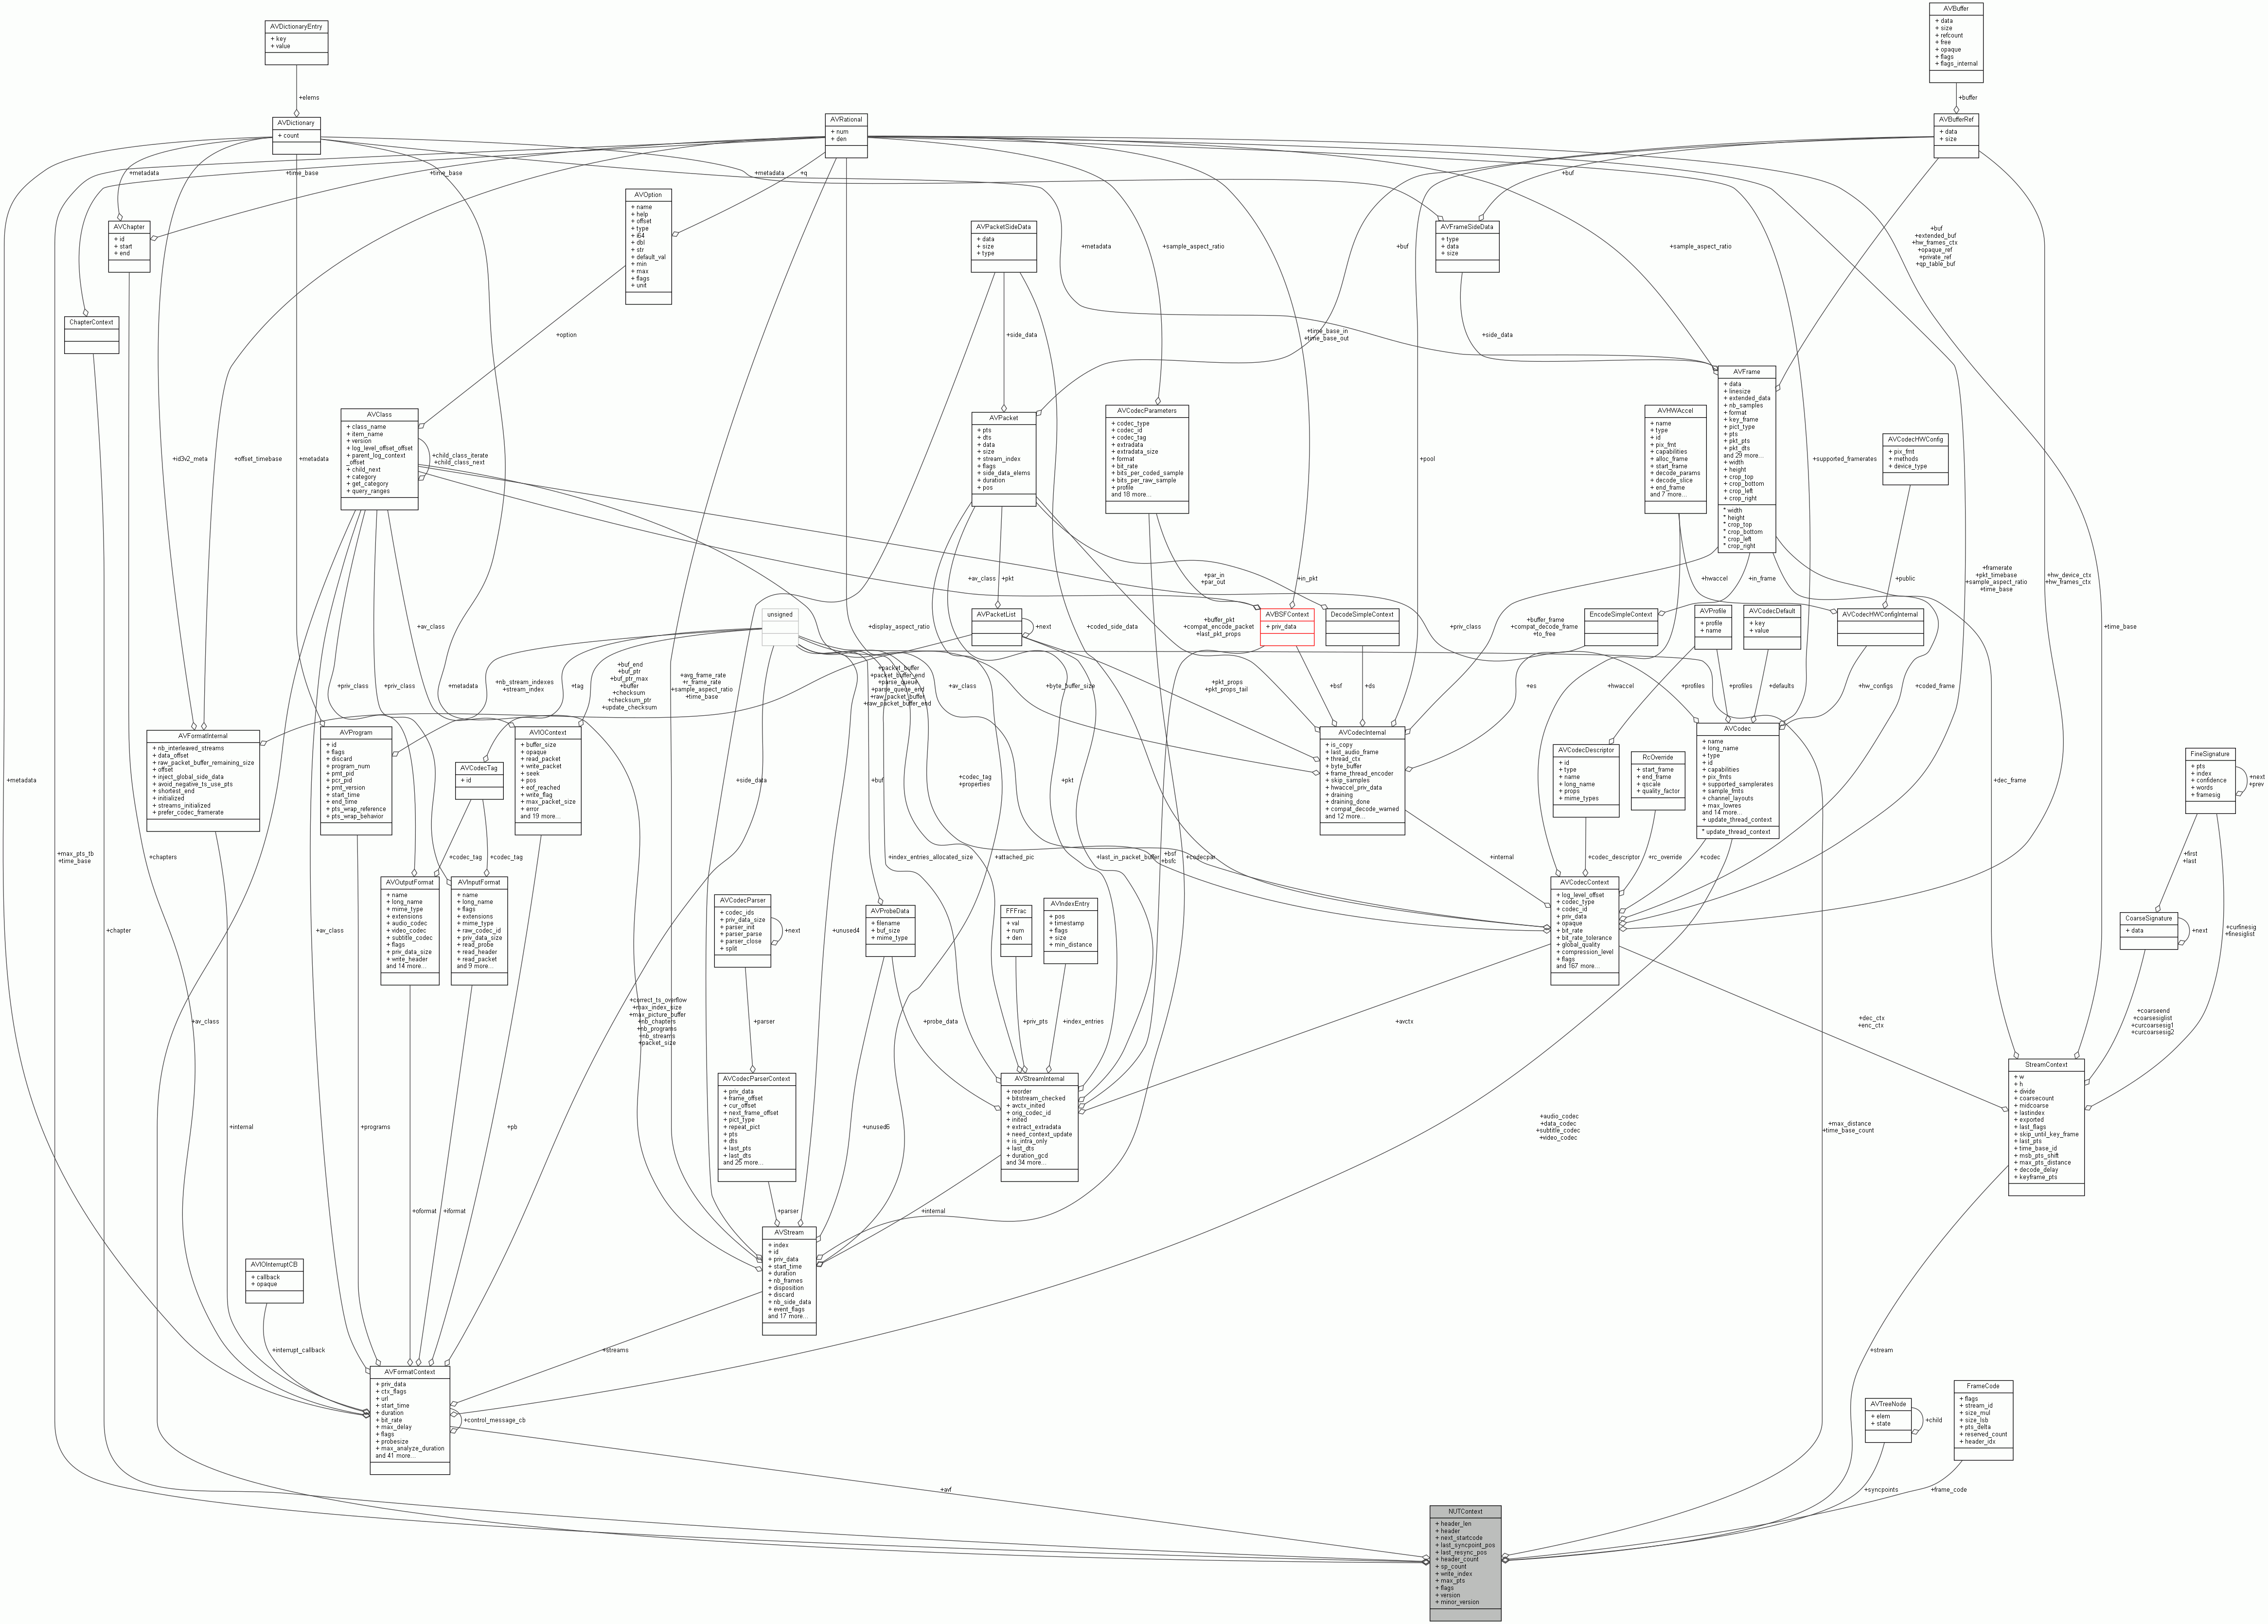 AVDictionaryEntry
+ key
+ value
AVBuffer
+ data
+ size
+ refcount
+ free
+ opaque
+ flags
+ flags_internal
+elems
+buffer
AVDictionary
+ count
AVRational
+ num
+ den
AVBufferRef
+ data
+ size
+metadata
+time_base
+time_base
+metadata
+q
+buf
AVOption
+ name
+ help
+ offset
+ type
+ i64
+ dbl
+ str
+ default_val
+ min
+ max
+ flags
+ unit
AVChapter
+ id
+ start
+ end
AVPacketSideData
+ data
+ size
+ type
AVFrameSideData
+ type
+ data
+ size
+metadata
+sample_aspect_ratio
+buf
+sample_aspect_ratio
+buf
+extended_buf
+hw_frames_ctx
+opaque_ref
+private_ref
+qp_table_buf
ChapterContext
+option
+side_data
+time_base_in
+time_base_out
+side_data
AVClass
+ class_name
+ item_name
+ version
+ log_level_offset_offset
+ parent_log_context
_offset
+ child_next
+ category
+ get_category
+ query_ranges
+child_class_iterate
+child_class_next
AVPacket
+ pts
+ dts
+ data
+ size
+ stream_index
+ flags
+ side_data_elems
+ duration
+ pos
AVCodecParameters
+ codec_type
+ codec_id
+ codec_tag
+ extradata
+ extradata_size
+ format
+ bit_rate
+ bits_per_coded_sample
+ bits_per_raw_sample
+ profile
and 18 more...
AVHWAccel
+ name
+ type
+ id
+ pix_fmt
+ capabilities
+ alloc_frame
+ start_frame
+ decode_params
+ decode_slice
+ end_frame
and 7 more...
AVFrame
+ data
+ linesize
+ extended_data
+ nb_samples
+ format
+ key_frame
+ pict_type
+ pts
+ pkt_pts
+ pkt_dts
and 29 more...
+ width
+ height
+ crop_top
+ crop_bottom
+ crop_left
+ crop_right
* width
* height
* crop_top
* crop_bottom
* crop_left
* crop_right
AVCodecHWConfig
+ pix_fmt
+ methods
+ device_type
+id3v2_meta
+offset_timebase
+metadata
+pool
+supported_framerates
+av_class
+pkt
+par_in
+par_out
+in_pkt
+hwaccel
+in_frame
+public
+framerate
+pkt_timebase
+sample_aspect_ratio
+time_base
+hw_device_ctx
+hw_frames_ctx
unsigned
AVPacketList
+next
AVBSFContext
+ priv_data
DecodeSimpleContext
EncodeSimpleContext
AVProfile
+ profile
+ name
AVCodecDefault
+ key
+ value
AVCodecHWConfigInternal
+av_class
+display_aspect_ratio
+coded_side_data
+buffer_pkt
+compat_encode_packet
+last_pkt_props
+priv_class
+buffer_frame
+compat_decode_frame
+to_free
+time_base
+priv_class
+priv_class
+metadata
+nb_stream_indexes
+stream_index
+tag
+buf_end
+buf_ptr
+buf_ptr_max
+buffer
+checksum
+checksum_ptr
+update_checksum
+avg_frame_rate
+r_frame_rate
+sample_aspect_ratio
+time_base
+packet_buffer
+packet_buffer_end
+parse_queue
+parse_queue_end
+raw_packet_buffer
+raw_packet_buffer_end
+av_class
+byte_buffer_size
+pkt_props
+pkt_props_tail
+bsf
+ds
+es
+hwaccel
+profiles
+profiles
+defaults
+hw_configs
+coded_frame
AVFormatInternal
+ nb_interleaved_streams
+ data_offset
+ raw_packet_buffer_remaining_size
+ offset
+ inject_global_side_data
+ avoid_negative_ts_use_pts
+ shortest_end
+ initialized
+ streams_initialized
+ prefer_codec_framerate
AVProgram
+ id
+ flags
+ discard
+ program_num
+ pmt_pid
+ pcr_pid
+ pmt_version
+ start_time
+ end_time
+ pts_wrap_reference
+ pts_wrap_behavior
AVCodecTag
+ id
AVIOContext
+ buffer_size
+ opaque
+ read_packet
+ write_packet
+ seek
+ pos
+ eof_reached
+ write_flag
+ max_packet_size
+ error
and 19 more...
AVCodecInternal
+ is_copy
+ last_audio_frame
+ thread_ctx
+ byte_buffer
+ frame_thread_encoder
+ skip_samples
+ hwaccel_priv_data
+ draining
+ draining_done
+ compat_decode_warned
and 12 more...
AVCodecDescriptor
+ id
+ type
+ name
+ long_name
+ props
+ mime_types
RcOverride
+ start_frame
+ end_frame
+ qscale
+ quality_factor
AVCodec
+ name
+ long_name
+ type
+ id
+ capabilities
+ pix_fmts
+ supported_samplerates
+ sample_fmts
+ channel_layouts
+ max_lowres
and 14 more...
+ update_thread_context
* update_thread_context
FineSignature
+ pts
+ index
+ confidence
+ words
+ framesig
+next
+prev
+metadata
+side_data
+buf
+codec_tag
+properties
+pkt
+dec_frame
+max_pts_tb
+time_base
+chapters
+codec_tag
+codec_tag
+index_entries_allocated_size
+attached_pic
+last_in_packet_buffer
+bsf
+bsfc
+codecpar
+internal
+codec_descriptor
+rc_override
+codec
+first
+last
AVOutputFormat
+ name
+ long_name
+ mime_type
+ extensions
+ audio_codec
+ video_codec
+ subtitle_codec
+ flags
+ priv_data_size
+ write_header
and 14 more...
AVInputFormat
+ name
+ long_name
+ flags
+ extensions
+ mime_type
+ raw_codec_id
+ priv_data_size
+ read_probe
+ read_header
+ read_packet
and 9 more...
AVCodecParser
+ codec_ids
+ priv_data_size
+ parser_init
+ parser_parse
+ parser_close
+ split
+next
+unused4
AVProbeData
+ filename
+ buf_size
+ mime_type
FFFrac
+ val
+ num
+ den
AVIndexEntry
+ pos
+ timestamp
+ flags
+ size
+ min_distance
AVCodecContext
+ log_level_offset
+ codec_type
+ codec_id
+ priv_data
+ opaque
+ bit_rate
+ bit_rate_tolerance
+ global_quality
+ compression_level
+ flags
and 167 more...
CoarseSignature
+ data
+next
+curfinesig
+finesiglist
+chapter
+av_class
+av_class
+correct_ts_overflow
+max_index_size
+max_picture_buffer
+nb_chapters
+nb_programs
+nb_streams
+packet_size
+parser
+probe_data
+priv_pts
+index_entries
+avctx
+dec_ctx
+enc_ctx
+coarseend
+coarsesiglist
+curcoarsesig1
+curcoarsesig2
AVCodecParserContext
+ priv_data
+ frame_offset
+ cur_offset
+ next_frame_offset
+ pict_type
+ repeat_pict
+ pts
+ dts
+ last_pts
+ last_dts
and 25 more...
AVStreamInternal
+ reorder
+ bitstream_checked
+ avctx_inited
+ orig_codec_id
+ inited
+ extract_extradata
+ need_context_update
+ is_intra_only
+ last_dts
+ duration_gcd
and 34 more...
StreamContext
+ w
+ h
+ divide
+ coarsecount
+ midcoarse
+ lastindex
+ exported
+ last_flags
+ skip_until_key_frame
+ last_pts
+ time_base_id
+ msb_pts_shift
+ max_pts_distance
+ decode_delay
+ keyframe_pts
+internal
+programs
+pb
+unused6
+audio_codec
+data_codec
+subtitle_codec
+video_codec
+max_distance
+time_base_count
+oformat
+iformat
+parser
+internal
AVStream
+ index
+ id
+ priv_data
+ start_time
+ duration
+ nb_frames
+ disposition
+ discard
+ nb_side_data
+ event_flags
and 17 more...
AVIOInterruptCB
+ callback
+ opaque
+interrupt_callback
+streams
+stream
AVFormatContext
+ priv_data
+ ctx_flags
+ url
+ start_time
+ duration
+ bit_rate
+ max_delay
+ flags
+ probesize
+ max_analyze_duration
and 41 more...
+control_message_cb
AVTreeNode
+ elem
+ state
+child
FrameCode
+ flags
+ stream_id
+ size_mul
+ size_lsb
+ pts_delta
+ reserved_count
+ header_idx
+avf
+syncpoints
+frame_code
NUTContext
+ header_len
+ header
+ next_startcode
+ last_syncpoint_pos
+ last_resync_pos
+ header_count
+ sp_count
+ write_index
+ max_pts
+ flags
+ version
+ minor_version